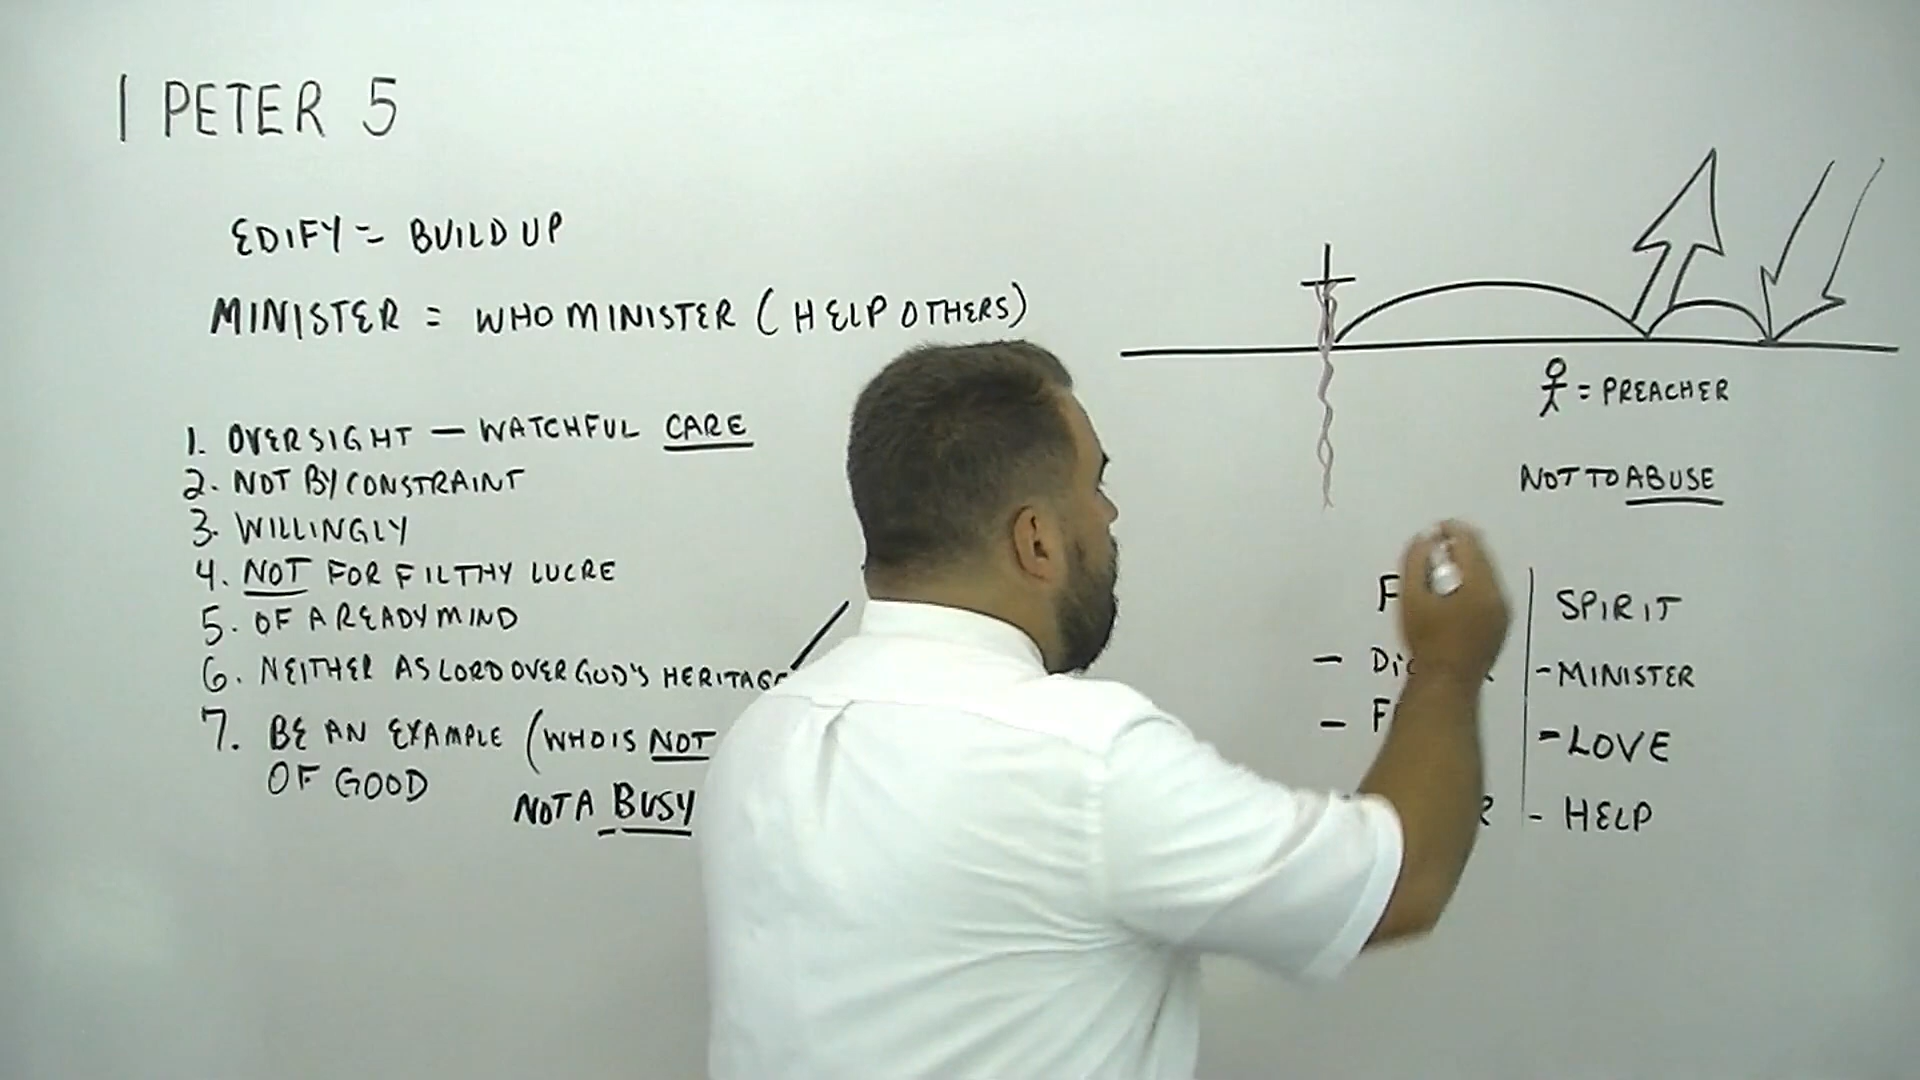 1 PETER 5
EDIFY = BUILD UP
MINISTER = WHO MINISTER (HELP OTHERS)
1. OVERSIGHT — WATCHFUL CARE
2. NOT BY CONSTRAINT
3. WILLINGLY
4. NOT FOR FILTHY LUCRE
5. OF A READY MIND
6. NEITHER AS LORD OVER GOD'S HERITAGE
7. BE AN EXAMPLE (WHO IS NOT
OF GOOD
NOT A BUSY
= PREACHER
NOT TO ABUSE
SPIRIT
- MINISTER
- LOVE
- HELP